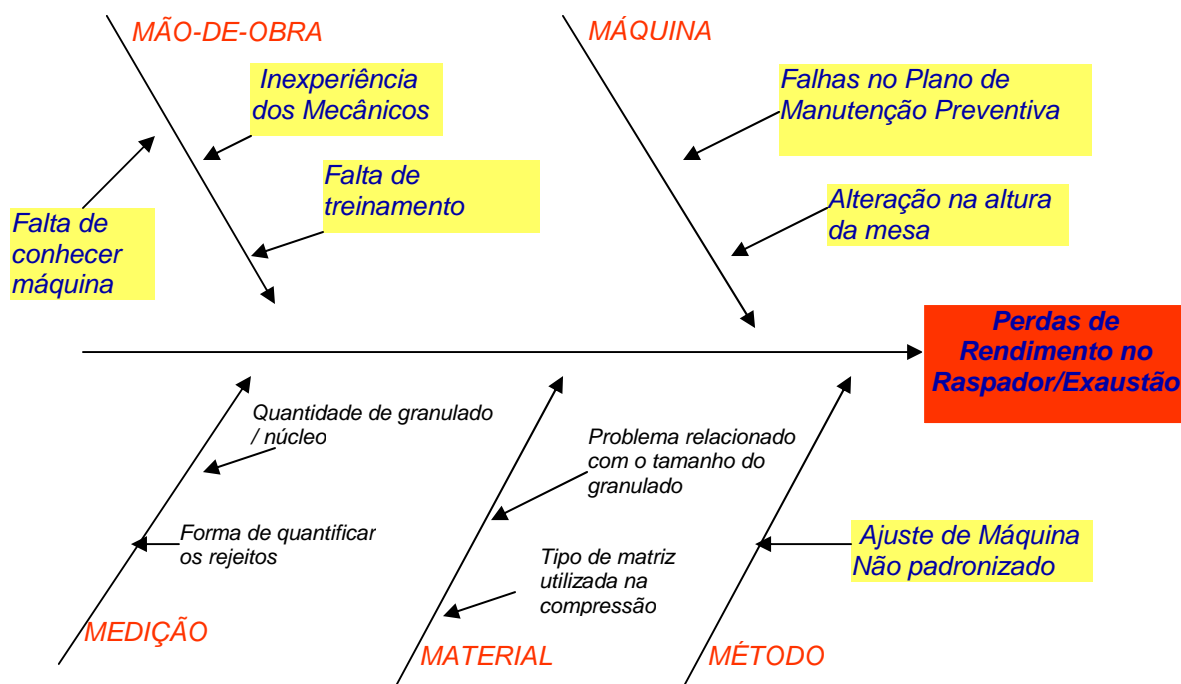 MÃO-DE-OBRA
Inexperiência
dos Mecânicos
Falta de
treinamento
Falta de
conhecer
máquina
MÁQUINA
Falhas no Plano de
Manutenção Preventiva
Alteração na altura
da mesa
Perdas de
Rendimento no
Raspador/Exaustão
Quantidade de granulado
/ núcleo
Forma de quantificar
os rejeitos
MEDIÇÃO
Problema relacionado
com o tamanho do
granulado
Tipo de matriz
utilizada na
compressão
MATERIAL
Ajuste de Máquina
Não padronizado
MÉTODO